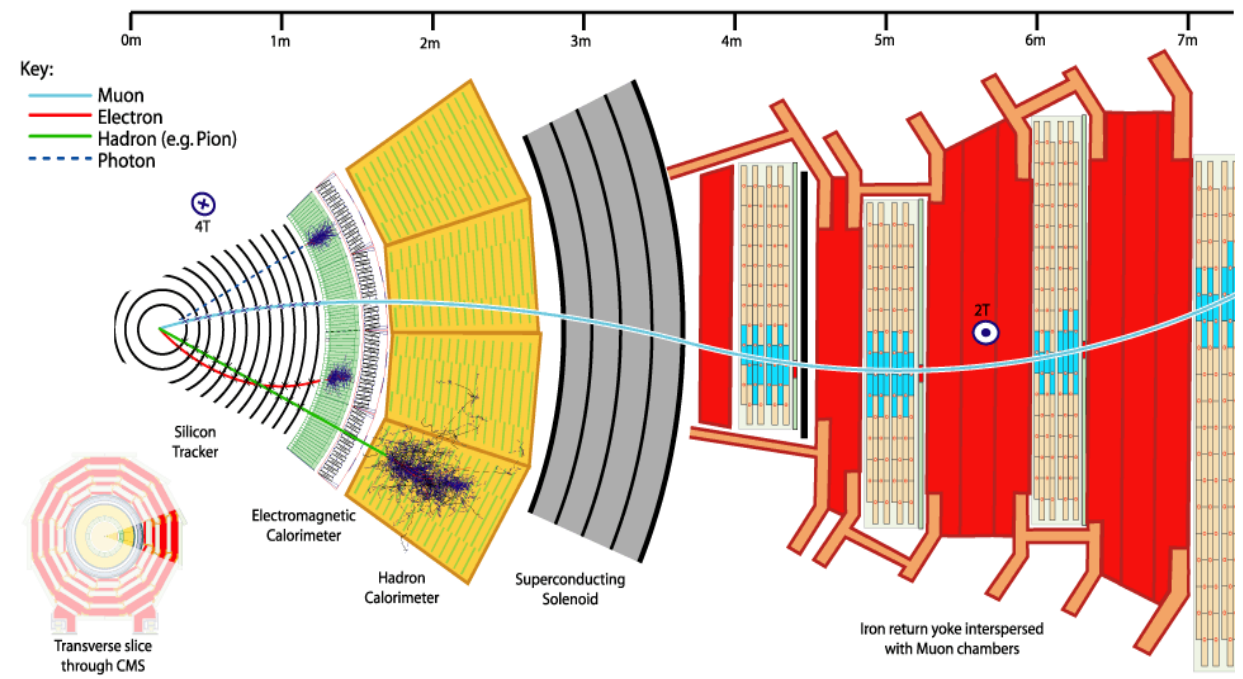 0m 1m 2m 3m 4m 5m 6m 7m
Key:
Muon
Electron
Hadron (e.g. Pion)
Photon
4T
2T
Silicon
Tracker
Electromagnetic
Calorimeter
Hadron
Calorimeter
Superconducting
Solenoid
Iron return yoke interspersed
with Muon chambers
Transverse slice
through CMS